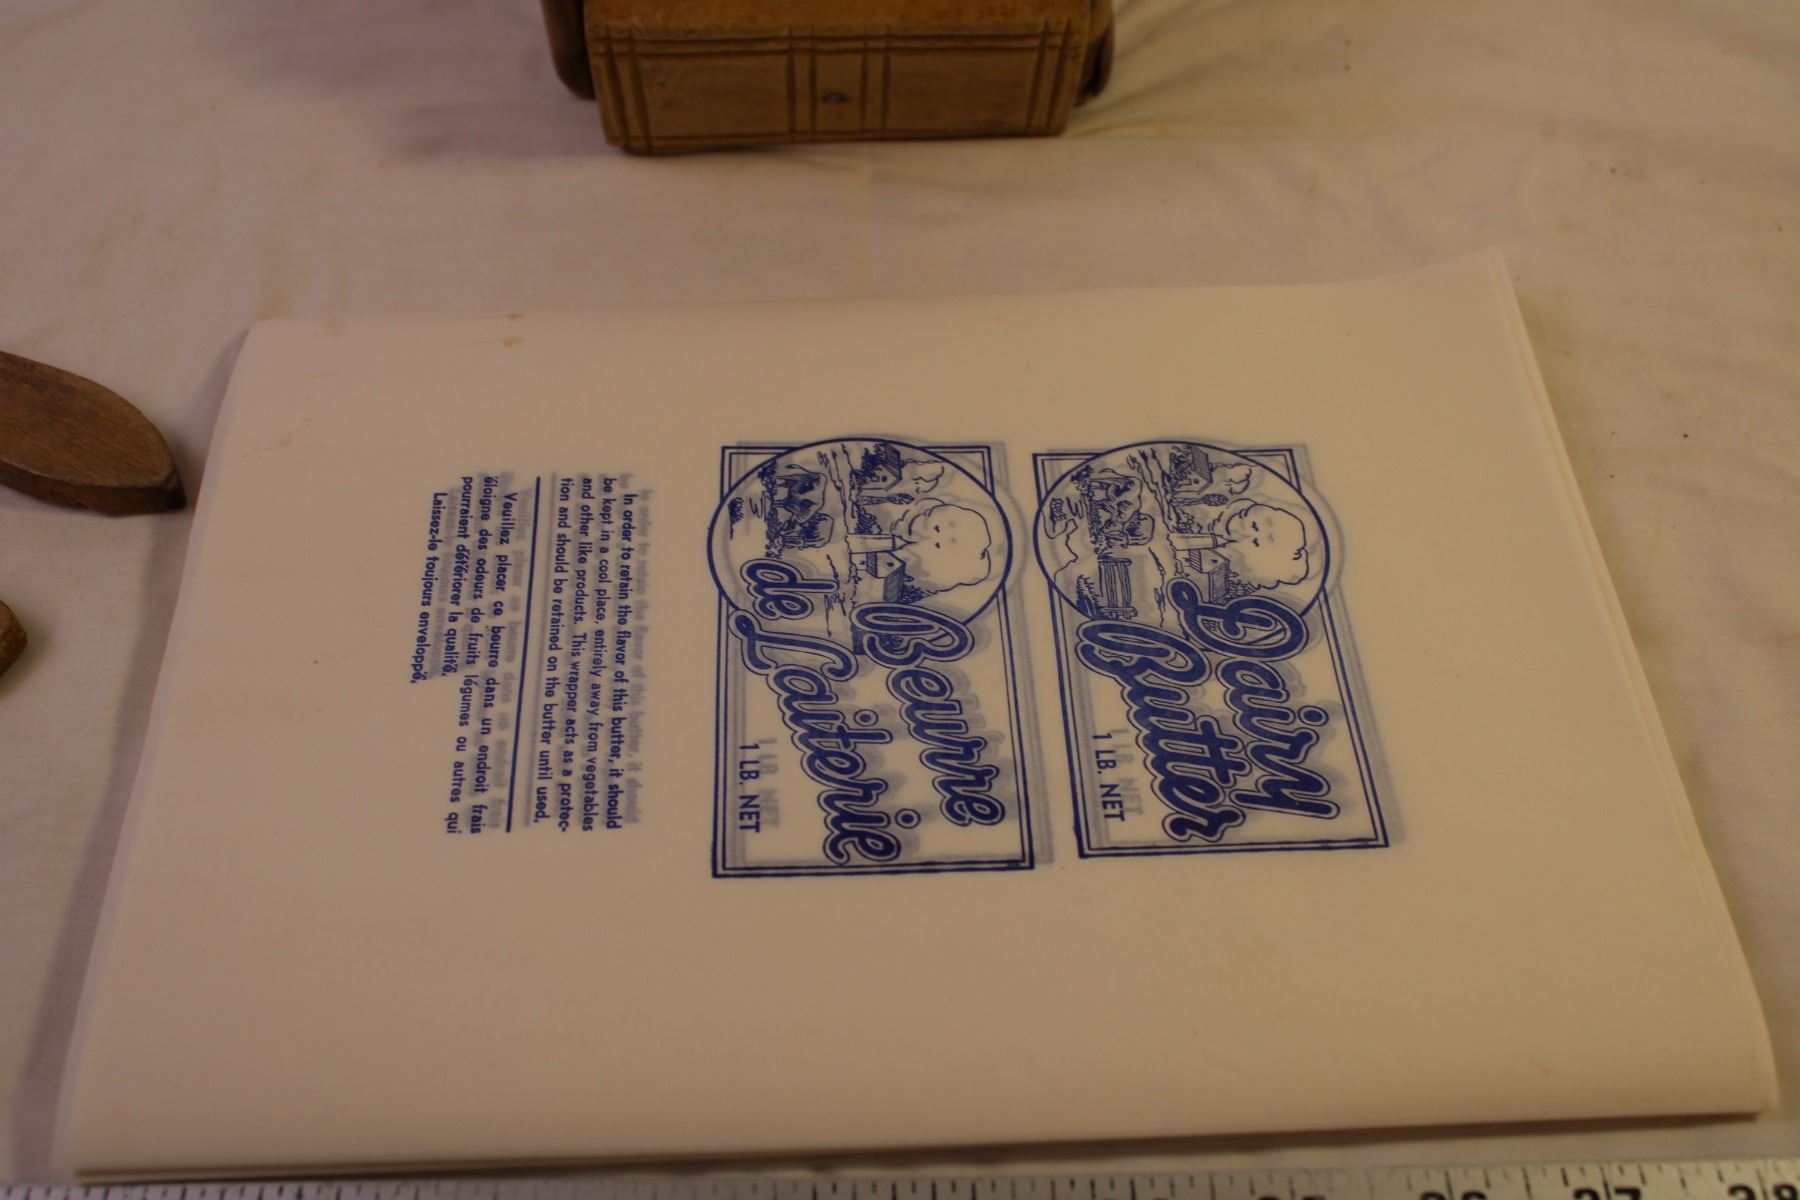 Dairy
Butter
1 LB. NET
Beurre
de Laiterie
1 LB. NET
In order to retain the flavor of this butter, it should
be kept in a cool place, entirely away from vegetables
and other like products. This wrapper acts as a protec-
tion and should be retained on the butter until used.
Veuillez placer ce beurre dans un endroit frais
éloigne des odeurs de fruits légumes ou autres qui
pourraient détériorer la qualité.
Laissez-le toujours enveloppé.